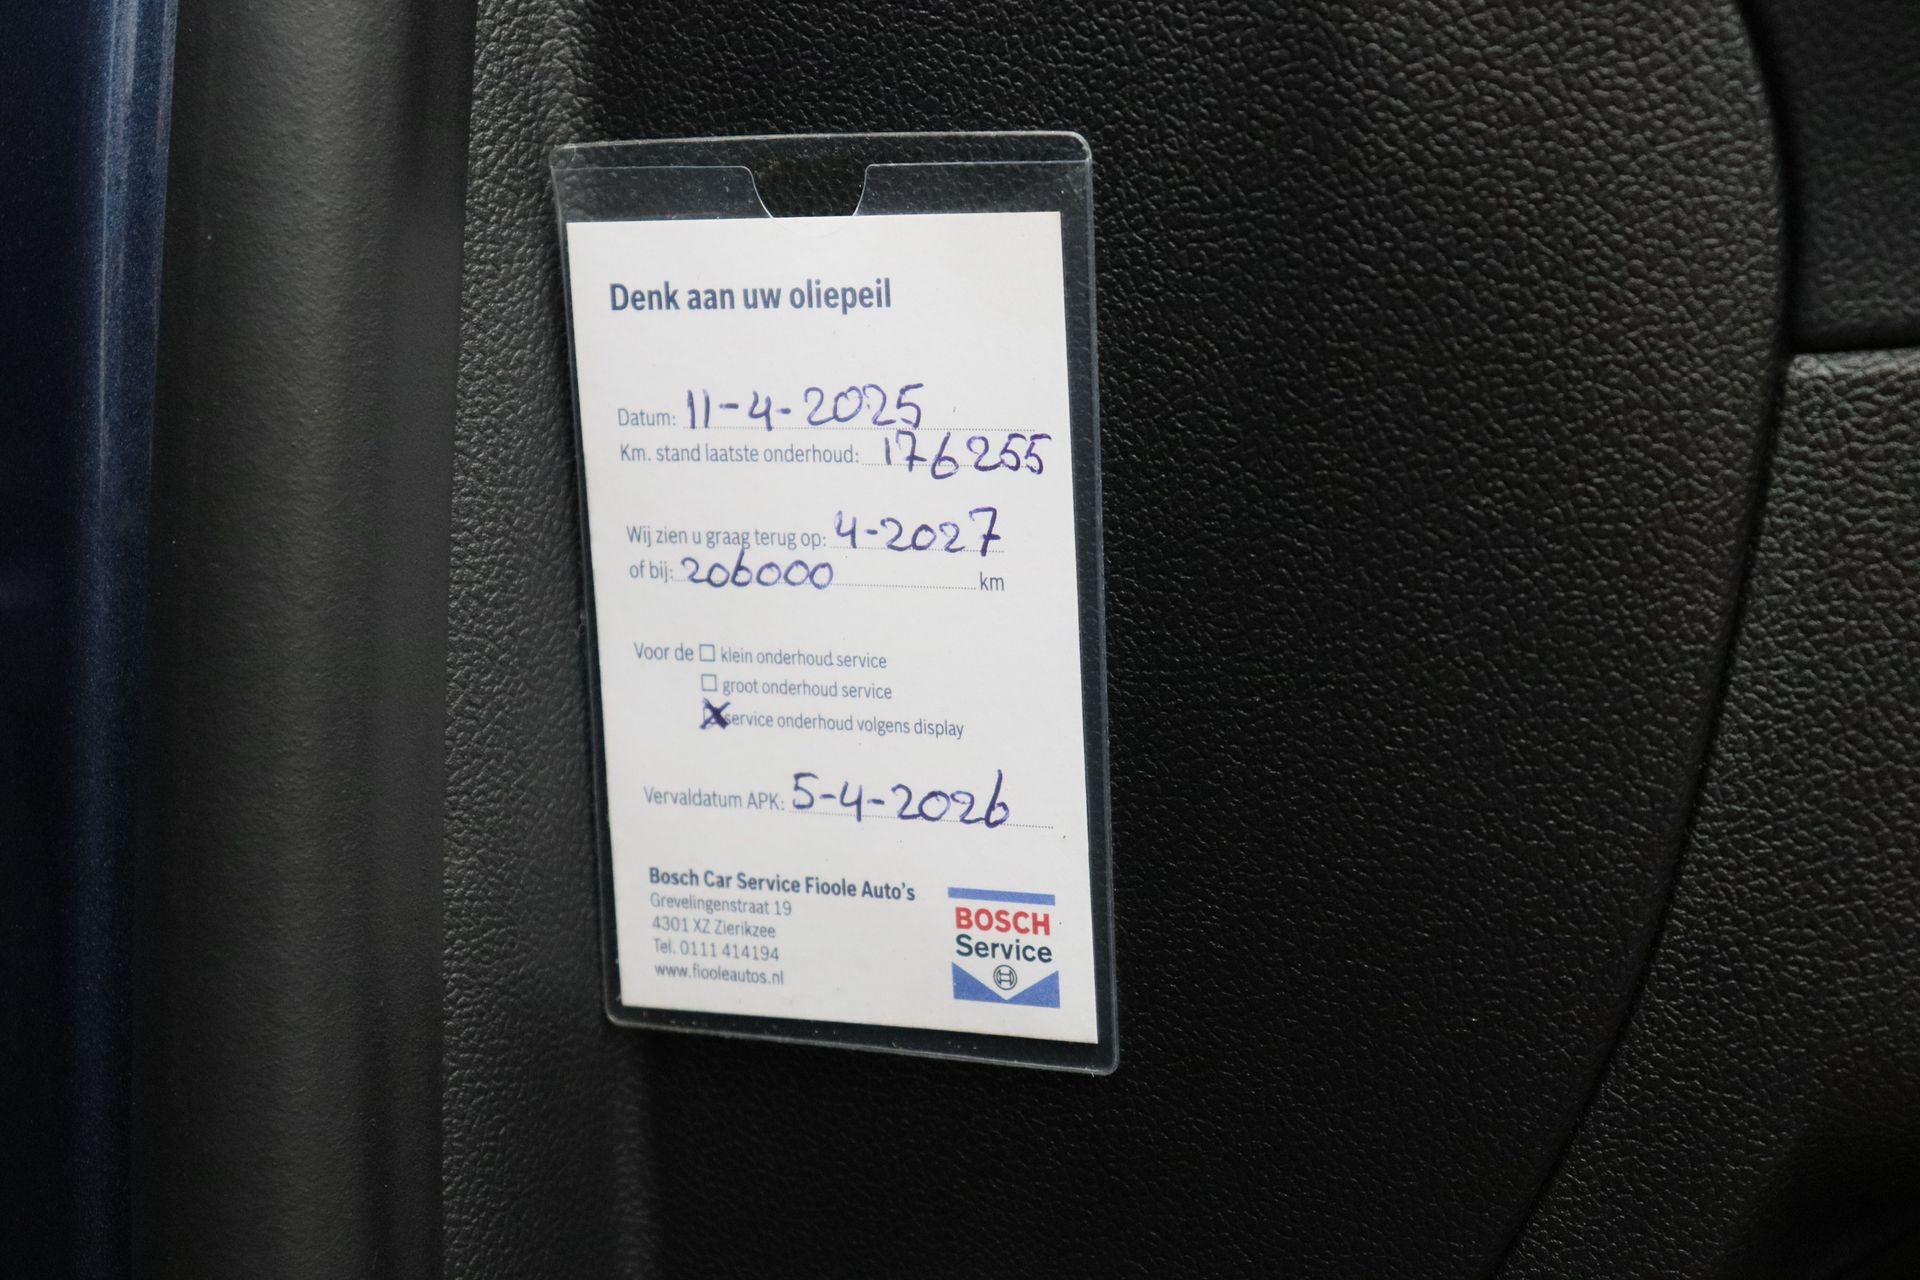 Denk aan uw oliepeil
Datum: 11-4-2025
Km. stand laatste onderhoud: 176255
Wij zien u graag terug op: 4-2027
of bij: 206000 km
Voor de ☐ klein onderhoud service
☐ groot onderhoud service
☒ service onderhoud volgens display
Vervaldatum APK: 5-4-2026
Bosch Car Service Fioole Auto's
Grevelingenstraat 19
4301 XZ Zierikzee
Tel. 0111 414194
www.fiooleautos.nl
BOSCH
Service